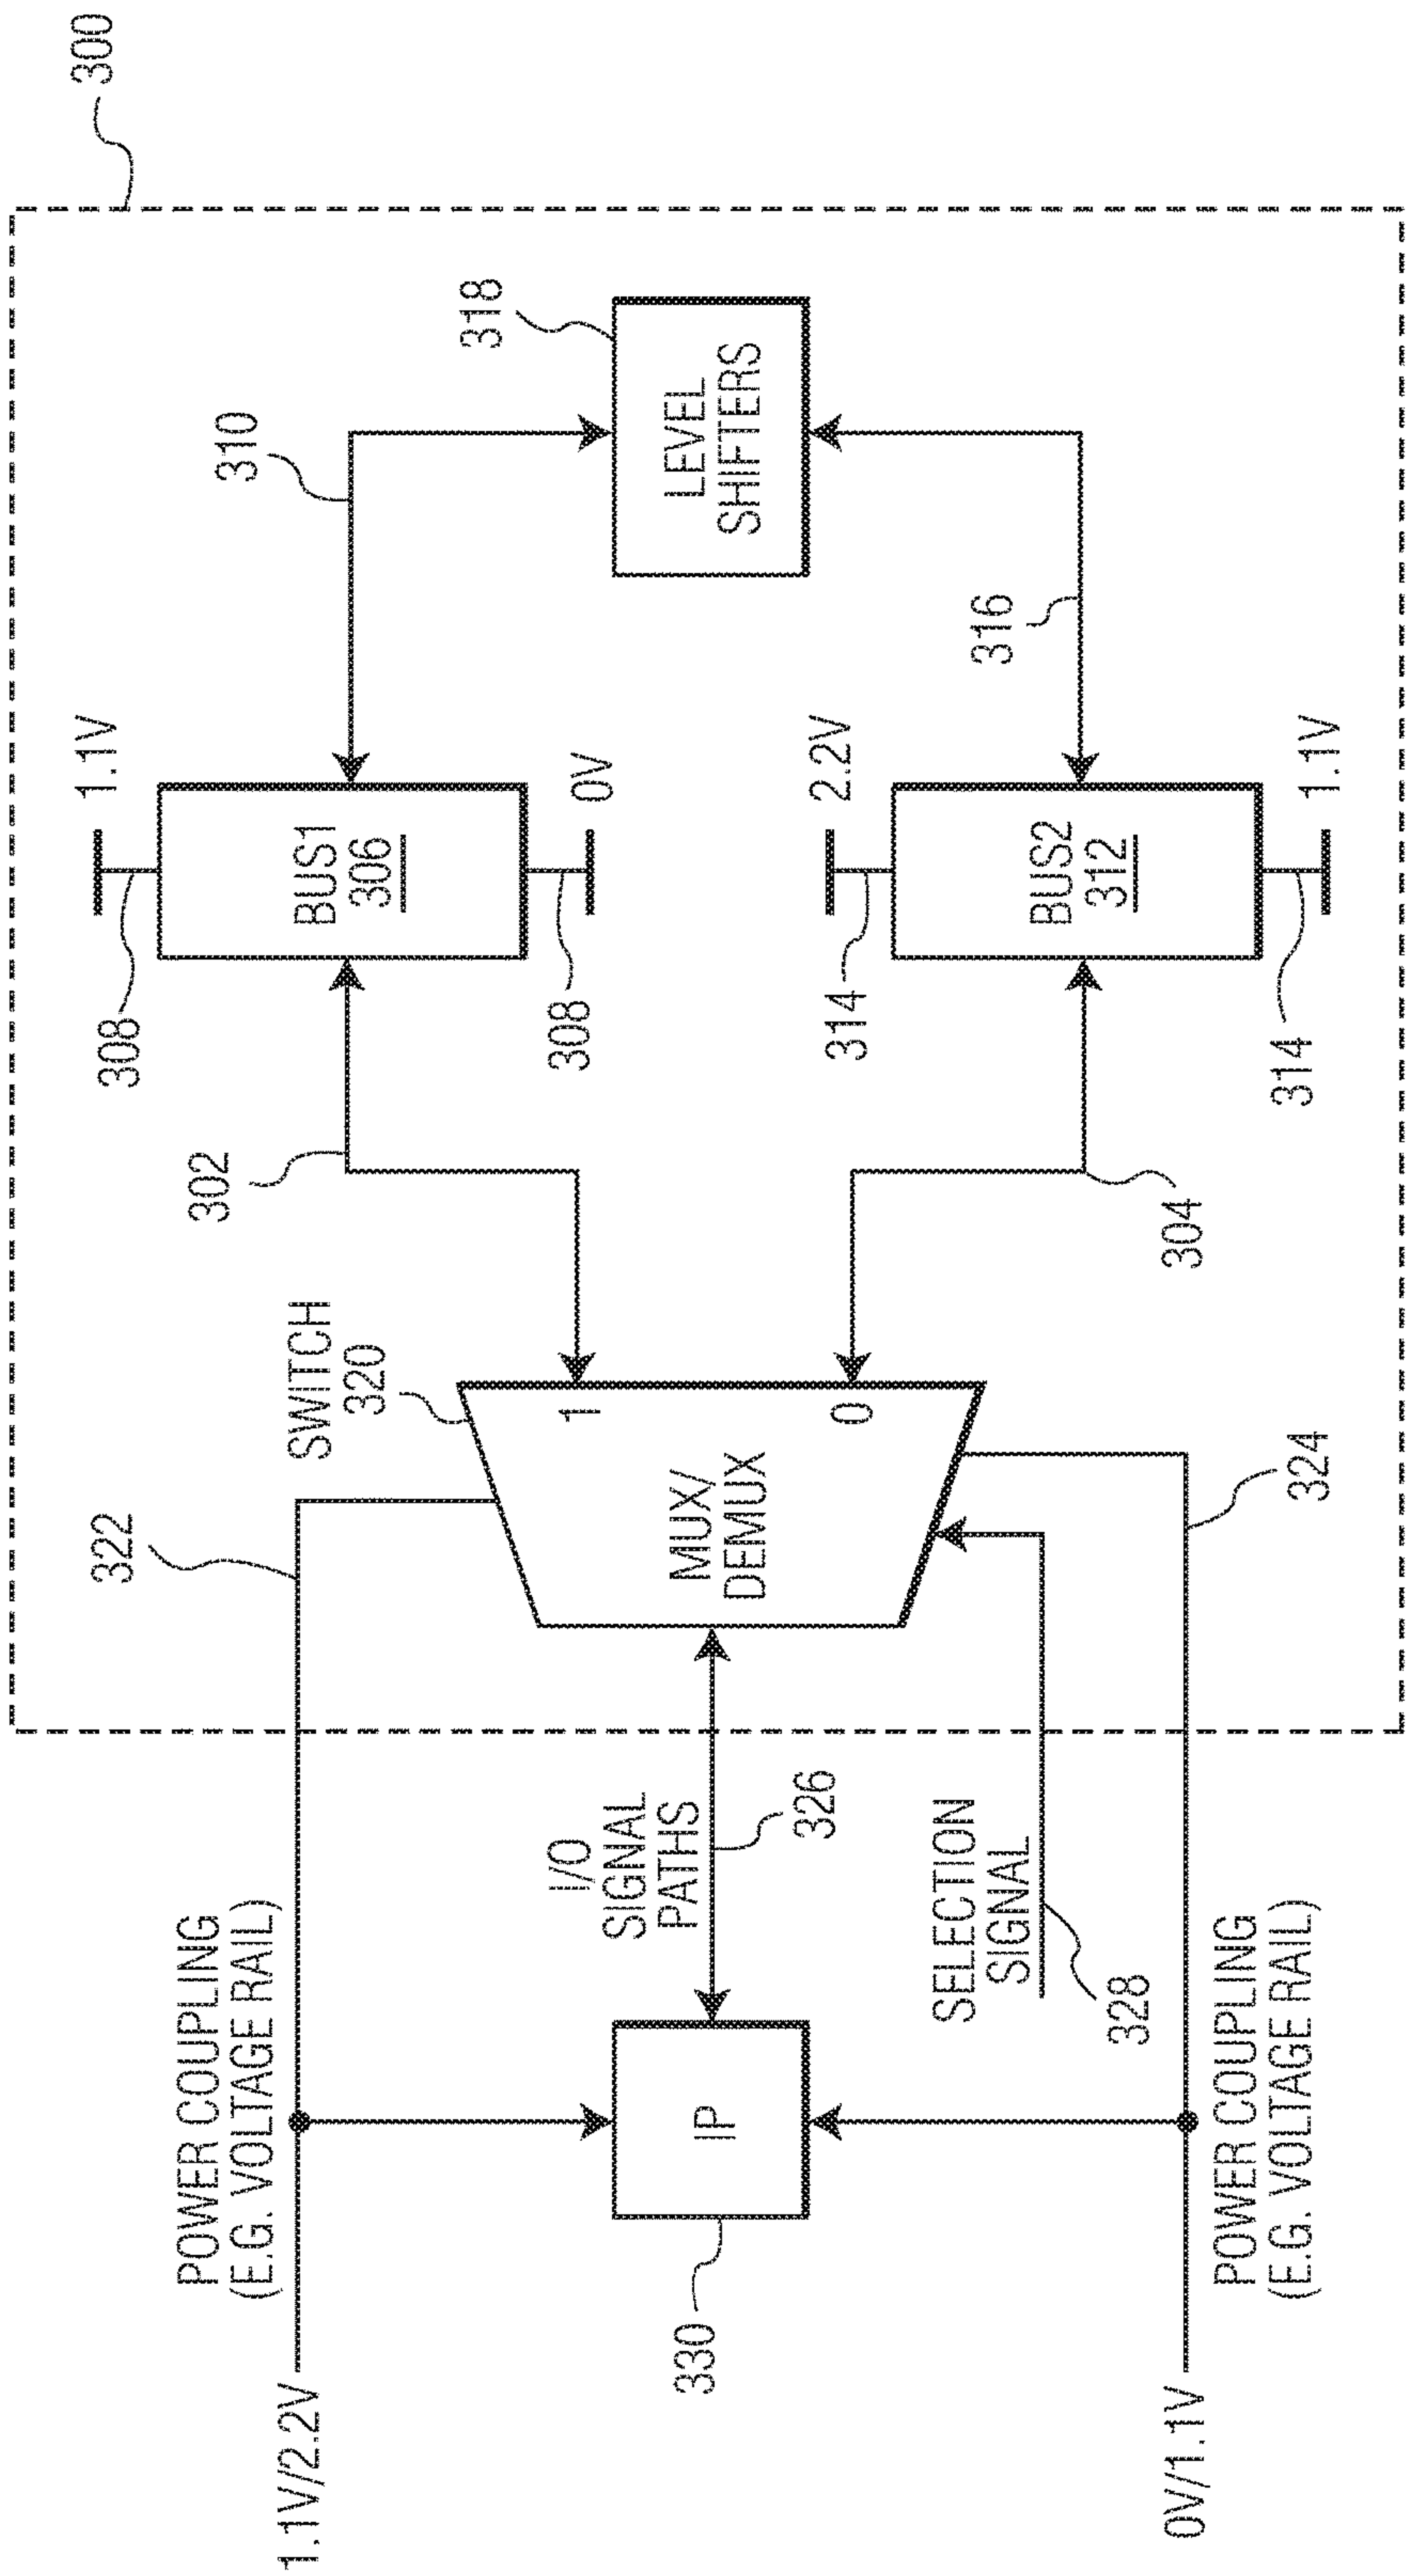 300
1.1V/2.2V
POWER COUPLING
(E.G. VOLTAGE RAIL)
322
SWITCH
320
302
308
1.1V
BUS1
306
308
0V
310
318
LEVEL
SHIFTERS
330
IP
I/O
SIGNAL
PATHS
326
MUX/
DEMUX
1
0
SELECTION
SIGNAL
328
304
314
2.2V
BUS2
312
314
1.1V
316
0V/1.1V
POWER COUPLING
(E.G. VOLTAGE RAIL)
324